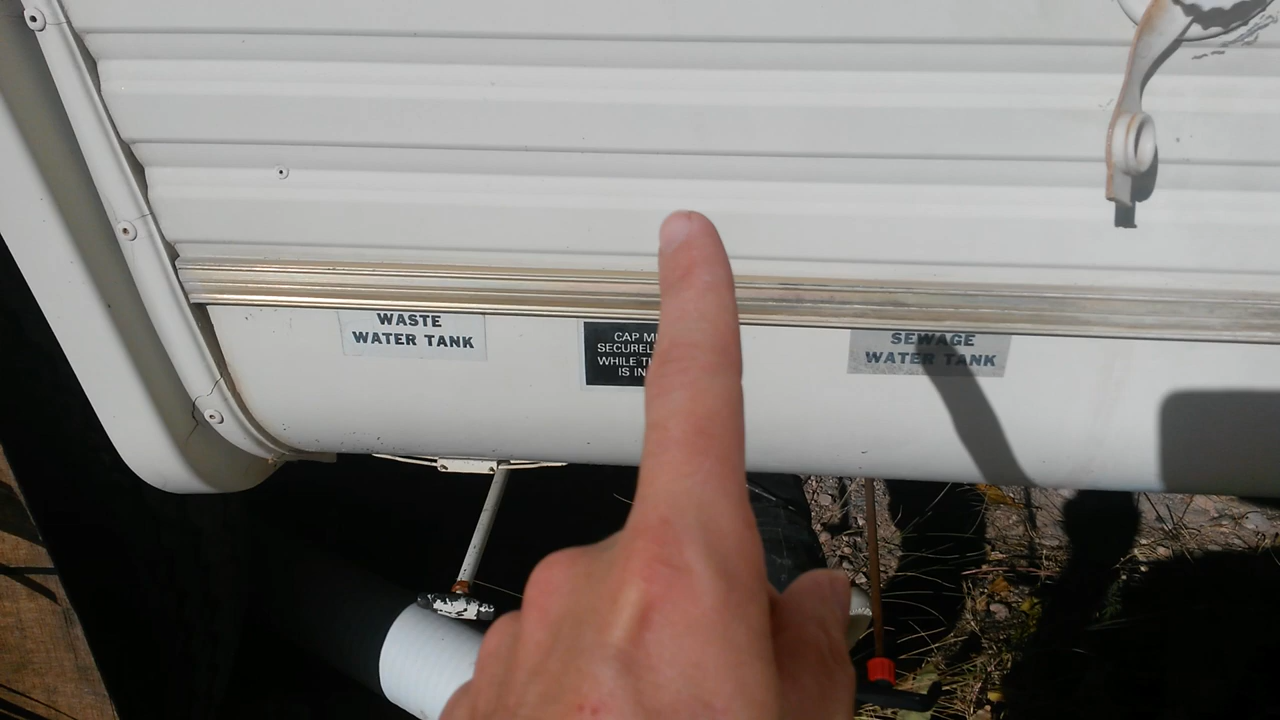 WASTE
WATER TANK
CAP M
SECUREL
WHILE T
IS IN
SEWAGE
WATER TANK